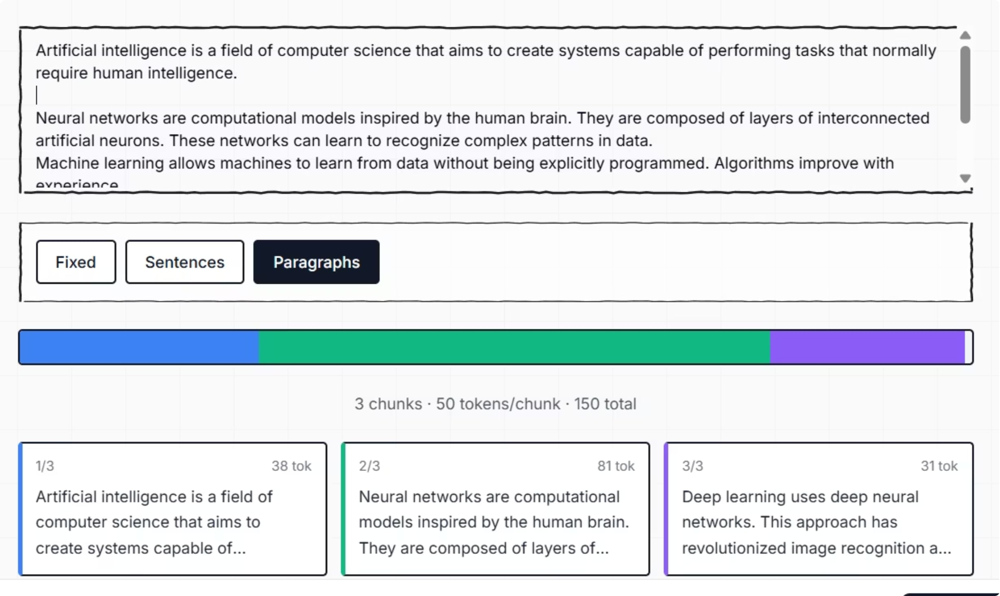 Artificial intelligence is a field of computer science that aims to create systems capable of performing tasks that normally
require human intelligence.
Neural networks are computational models inspired by the human brain. They are composed of layers of interconnected
artificial neurons. These networks can learn to recognize complex patterns in data.
Machine learning allows machines to learn from data without being explicitly programmed. Algorithms improve with
experience
Fixed
Sentences
Paragraphs
3 chunks · 50 tokens/chunk · 150 total
1/3
38 tok
Artificial intelligence is a field of
computer science that aims to
create systems capable of...
2/3
81 tok
Neural networks are computational
models inspired by the human brain.
They are composed of layers of...
3/3
31 tok
Deep learning uses deep neural
networks. This approach has
revolutionized image recognition a...